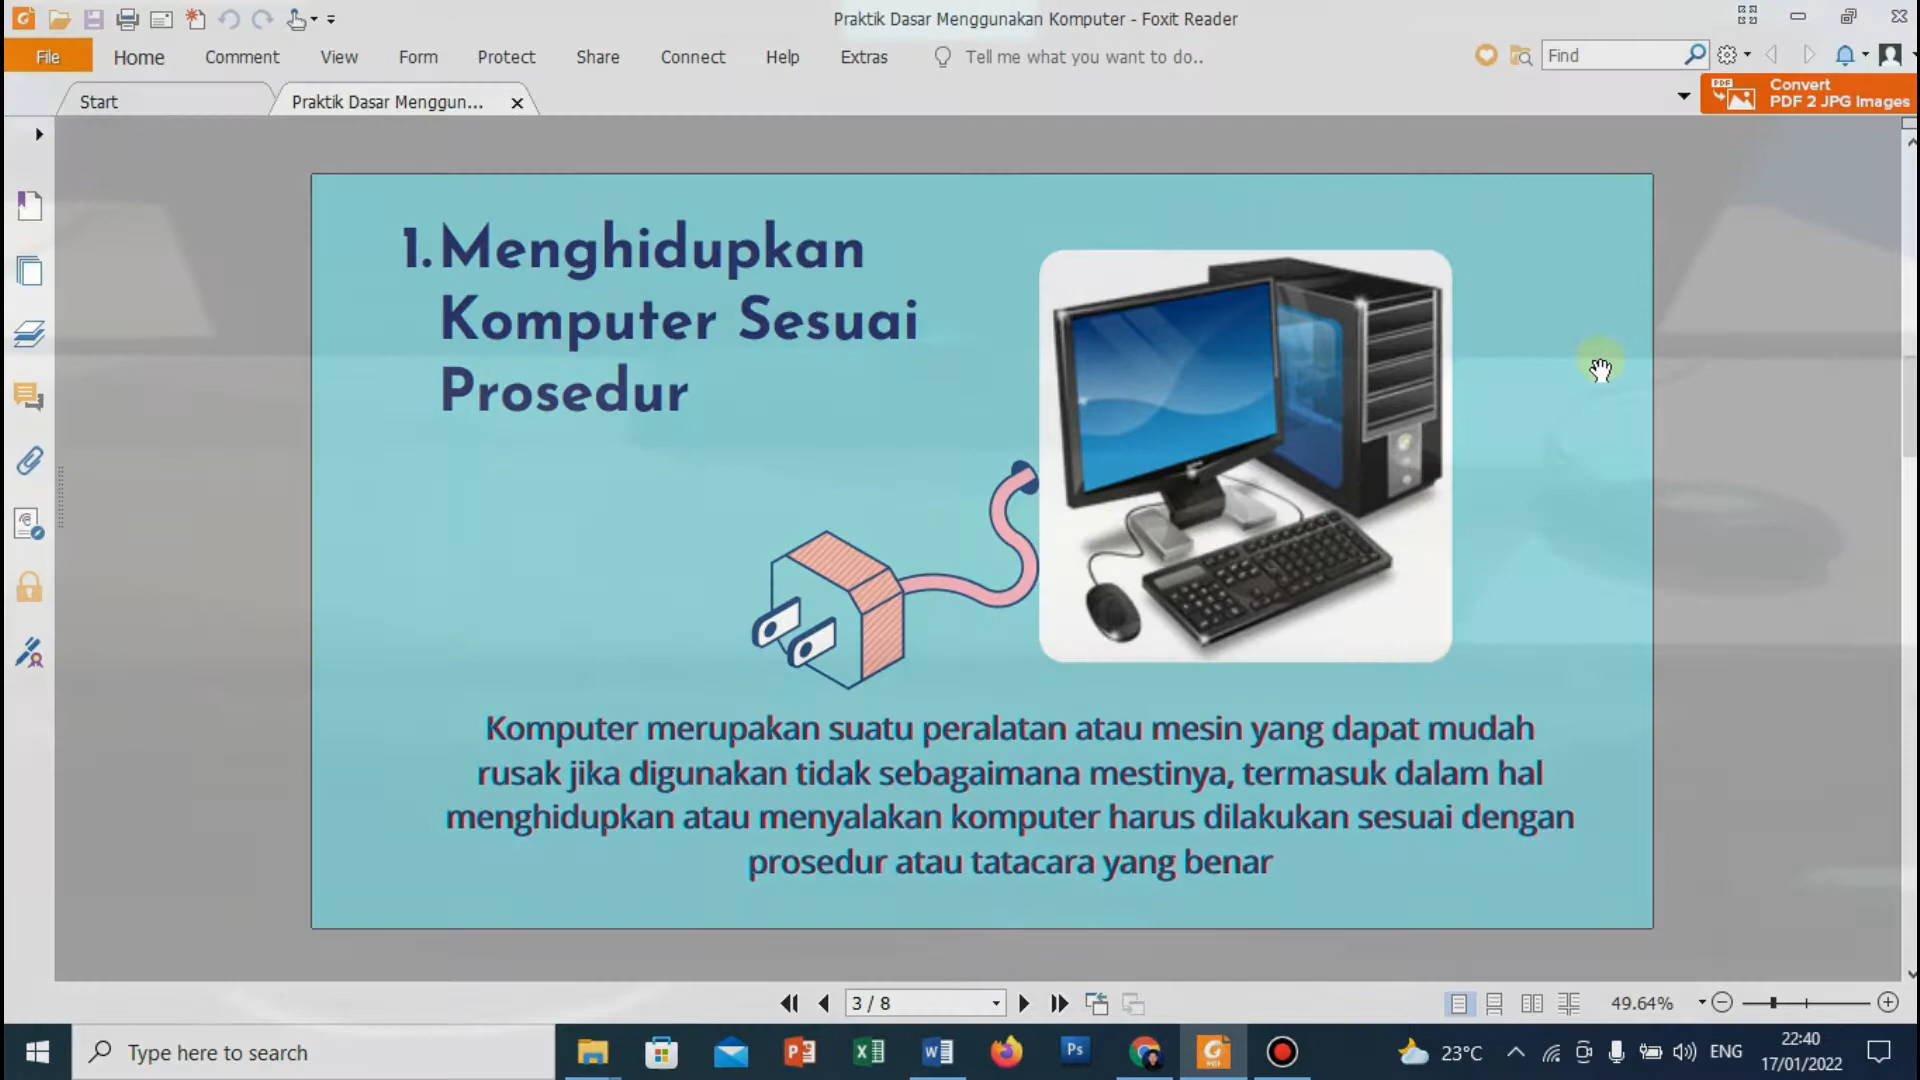 Praktik Dasar Menggunakan Komputer - Foxit Reader
File Home Comment View Form Protect Share Connect Help Extras Tell me what you want to do.. Find
Start Praktik Dasar Menggun... Convert
PDF 2 JPG Images
1. Menghidupkan
Komputer Sesuai
Prosedur
Komputer merupakan suatu peralatan atau mesin yang dapat mudah
rusak jika digunakan tidak sebagaimana mestinya, termasuk dalam hal
menghidupkan atau menyalakan komputer harus dilakukan sesuai dengan
prosedur atau tatacara yang benar
3 / 8 49.64%
Type here to search 23°C ENG 22:40
17/01/2022